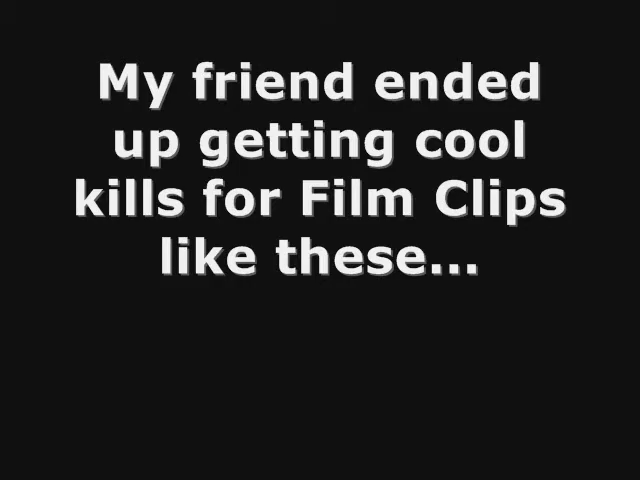 My friend ended
up getting cool
kills for Film Clips
like these...